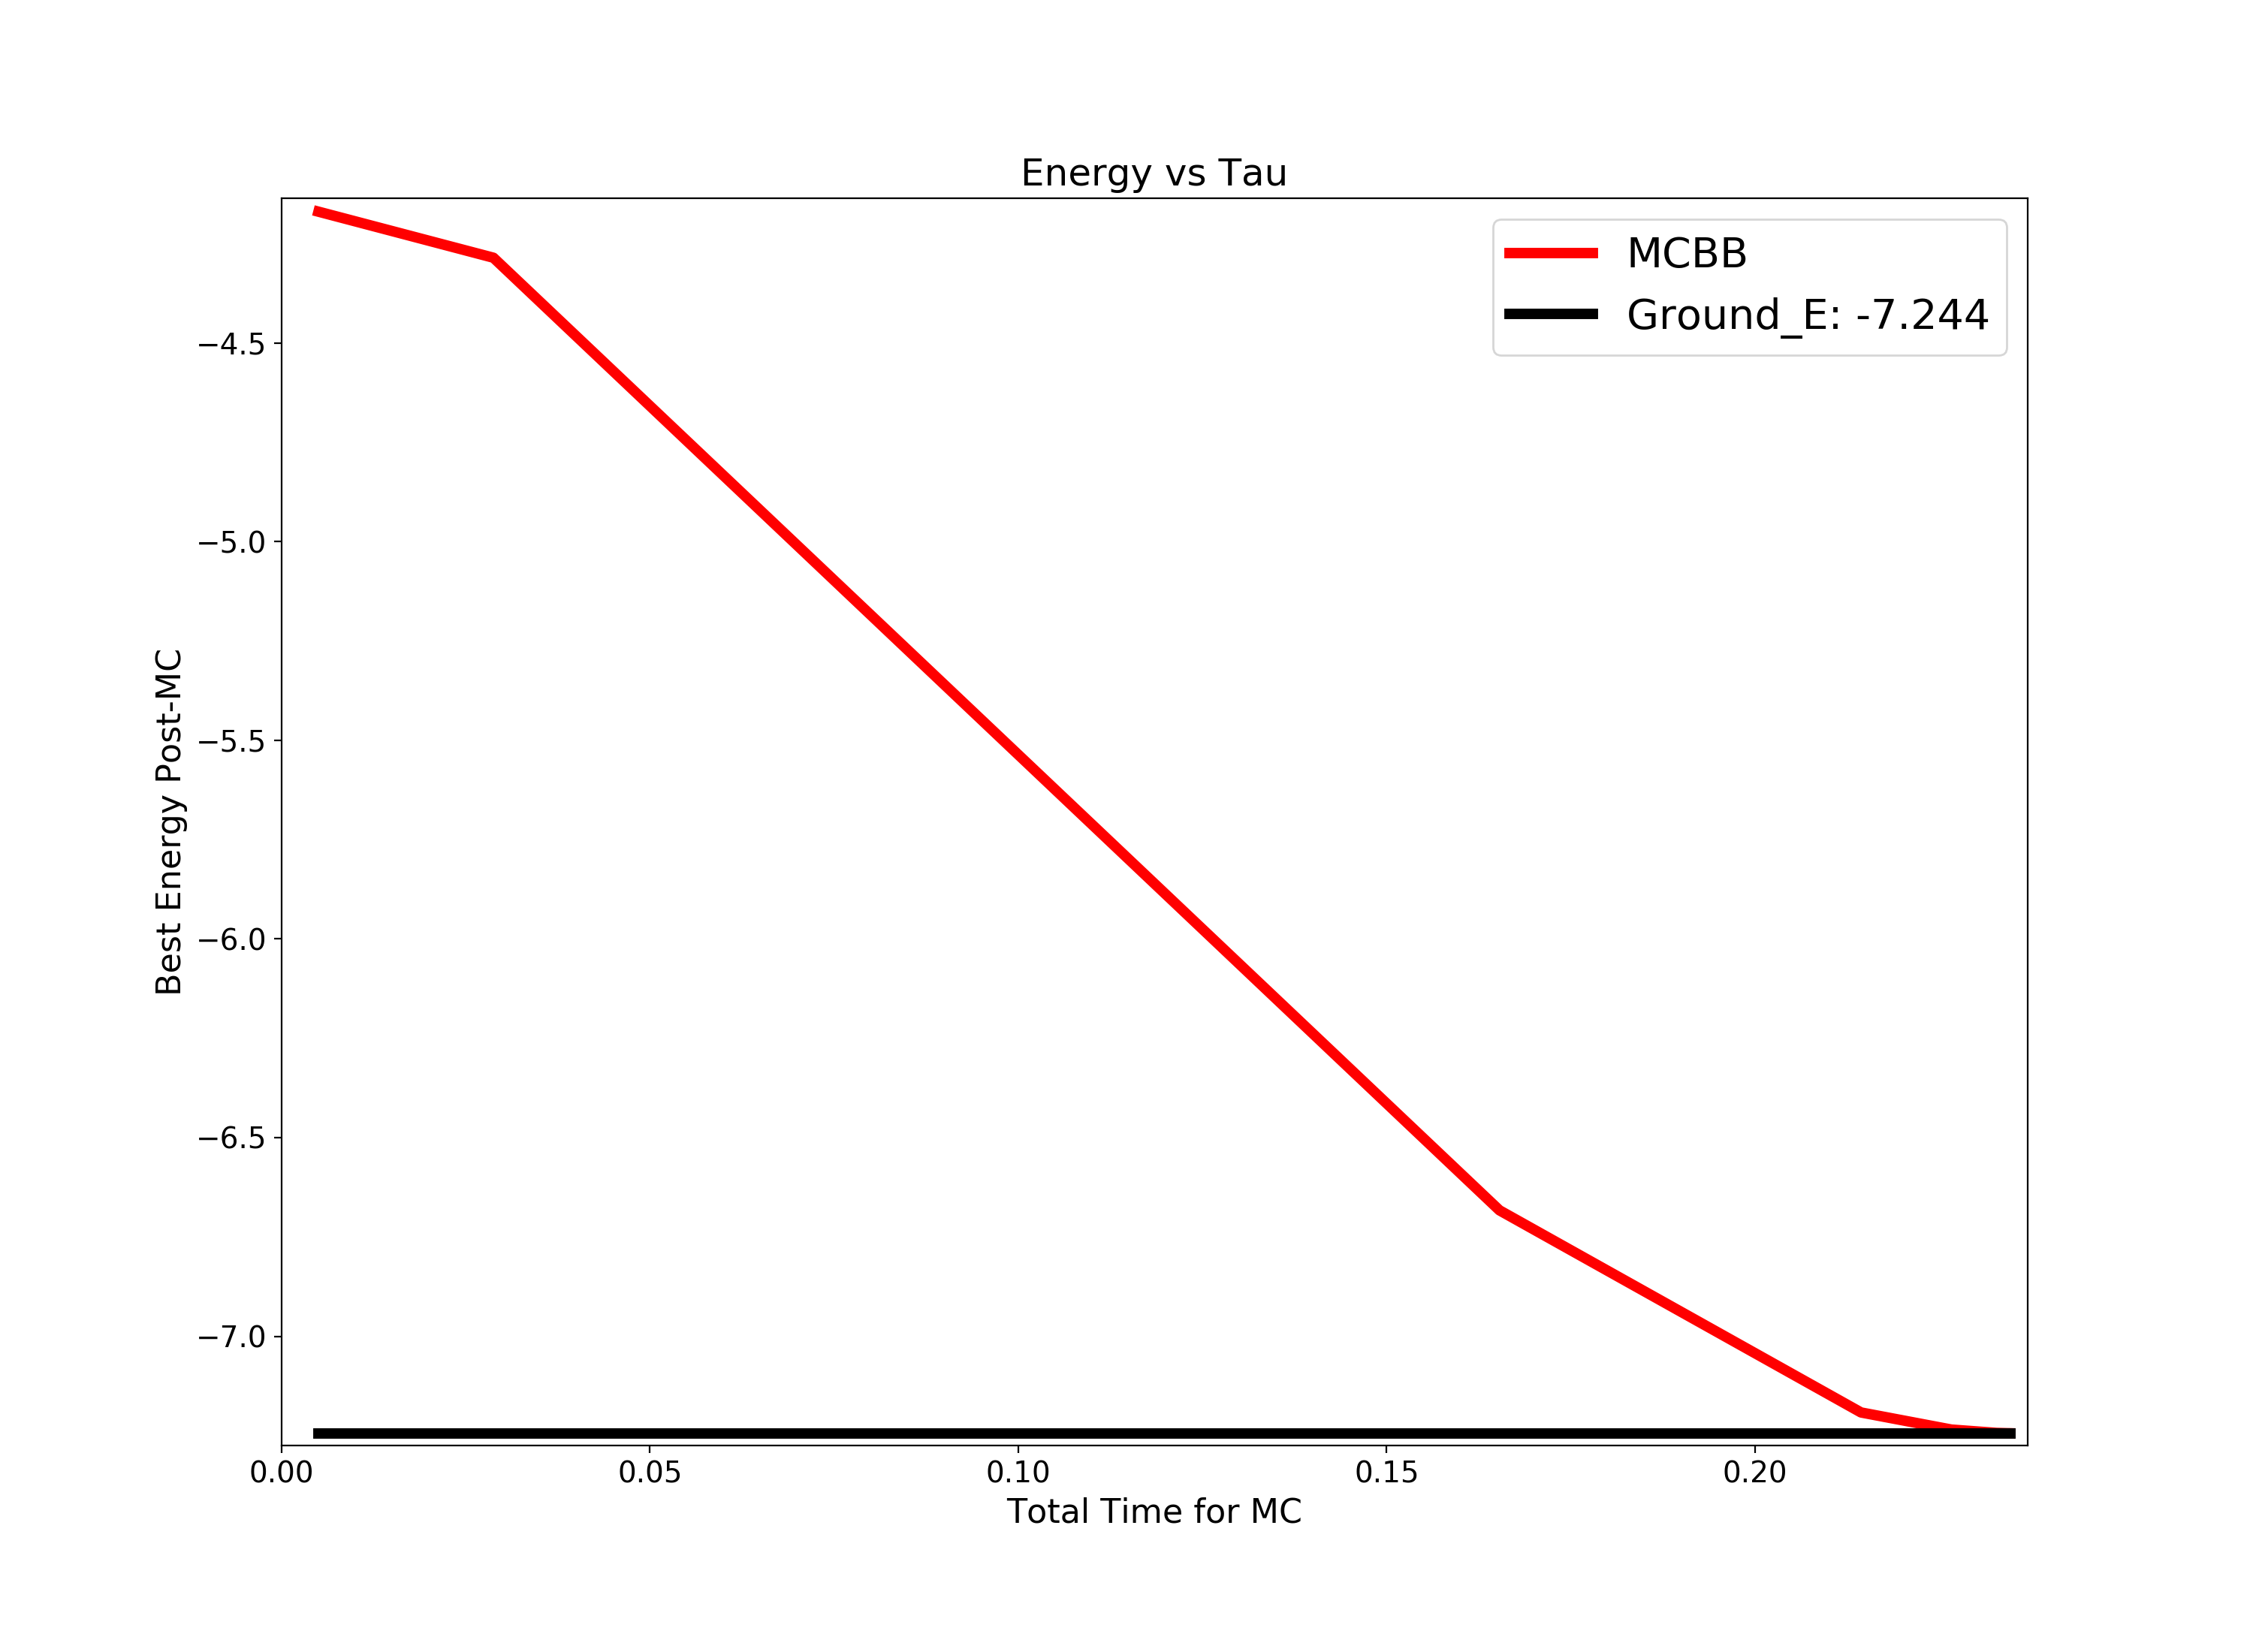 Energy vs Tau
MCBB
Ground_E: -7.244
−4.5
−5.0
−5.5
−6.0
−6.5
−7.0
Best Energy Post-MC
0.00 0.05 0.10 0.15 0.20
Total Time for MC